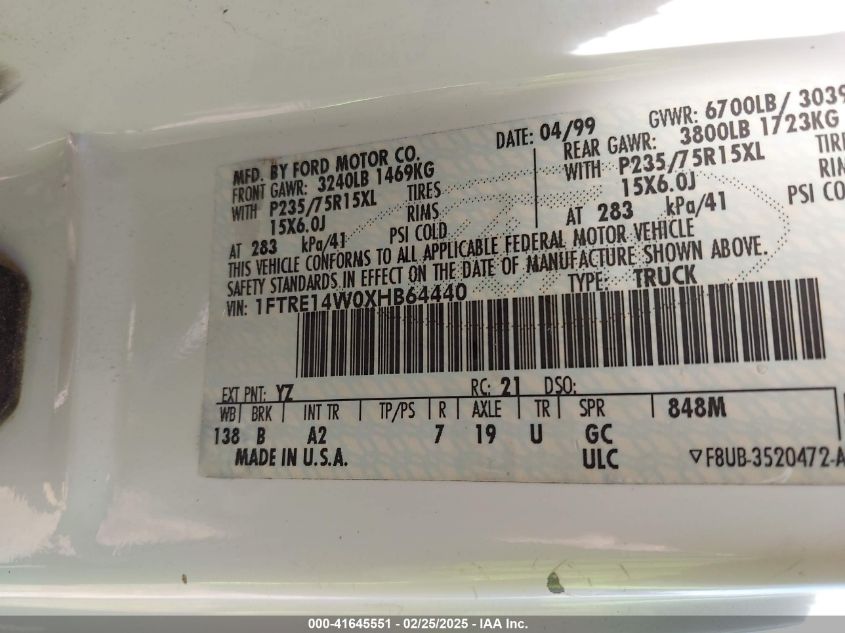 MFD. BY FORD MOTOR CO.
DATE: 04/99
GVWR: 6700LB/ 3039
FRONT GAWR: 3240LB 1469KG
REAR GAWR: 3800LB 1723KG
WITH P235/75R15XL TIRES
WITH P235/75R15XL TIRE
15X6.0J RIMS
15X6.0J RIM
AT 283 kPa/41 PSI COLD
AT 283 kPa/41 PSI CO
THIS VEHICLE CONFORMS TO ALL APPLICABLE FEDERAL MOTOR VEHICLE
SAFETY STANDARDS IN EFFECT ON THE DATE OF MANUFACTURE SHOWN ABOVE.
VIN: 1FTRE14W0XHB64440 TYPE: TRUCK
EXT PNT: YZ RC: 21 DSO:
WB BRK INT TR TP/PS R AXLE TR SPR 848M
138 B A2 7 19 U GC
MADE IN U.S.A. ULC ▽F8UB-3520472-A
000-41645551 - 02/25/2025 - IAA Inc.